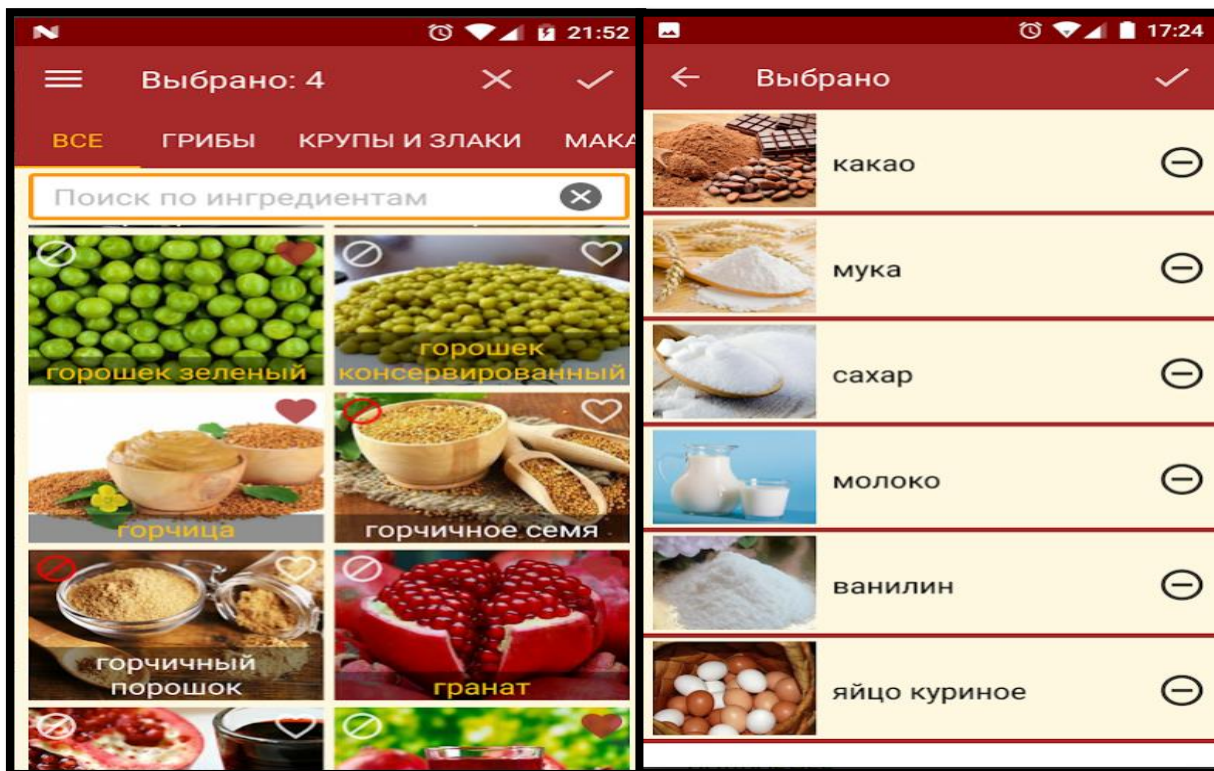 21:52
Выбрано: 4
ВСЕ ГРИБЫ КРУПЫ И ЗЛАКИ МАКА
Поиск по ингредиентам
горошек зеленый
горошек
консервированный
горчица
горчичное семя
горчичный
порошок
гранат
17:24
Выбрано
какао
мука
сахар
молоко
ванилин
яйцо куриное